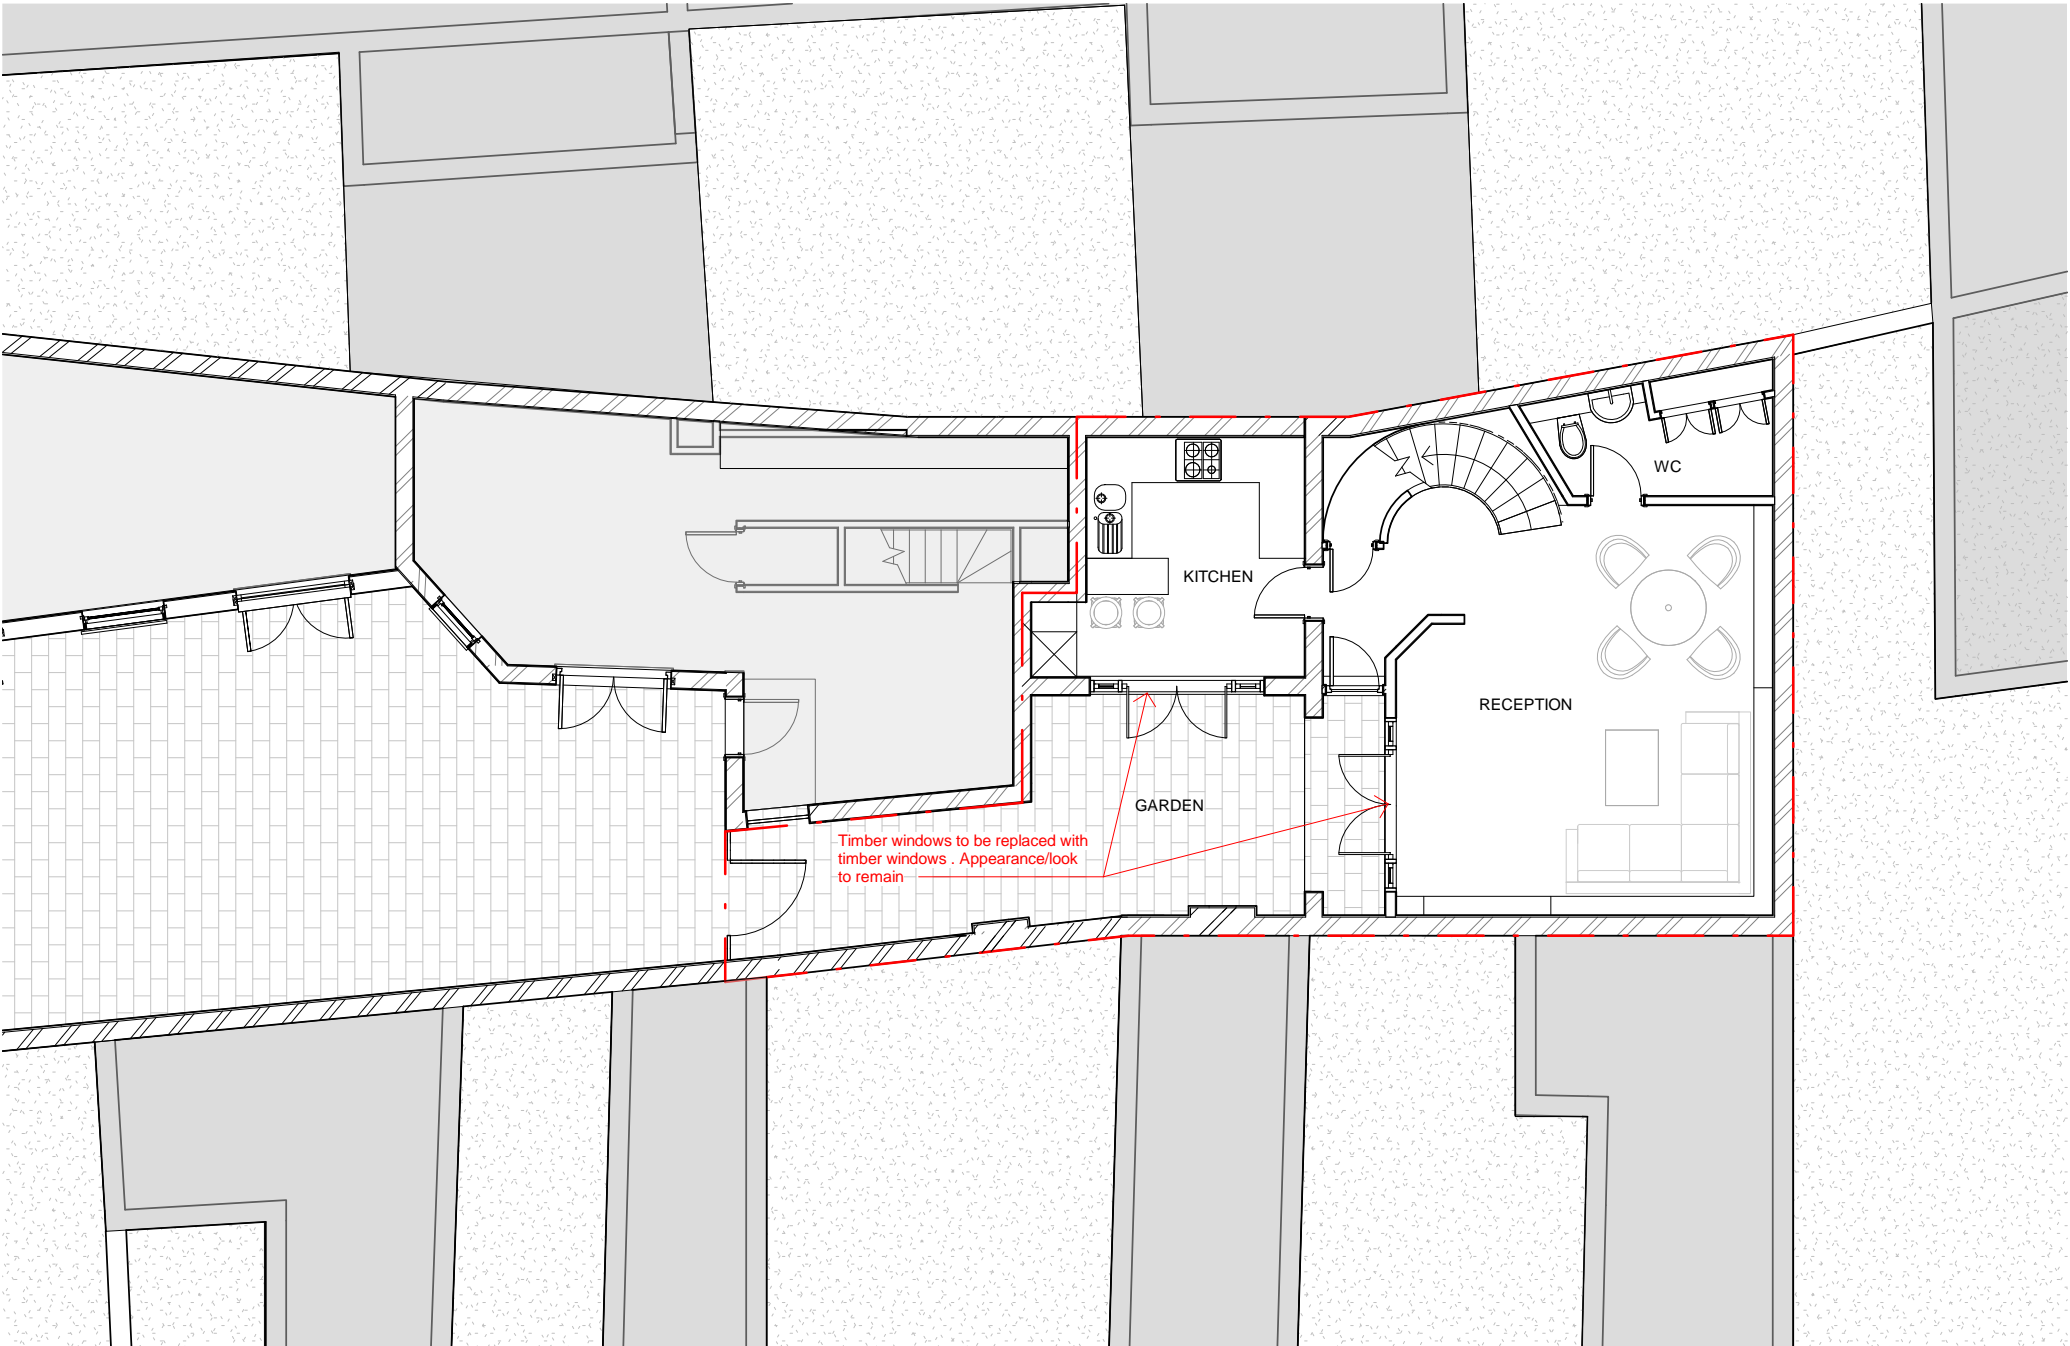 WC
KITCHEN
RECEPTION
GARDEN
Timber windows to be replaced with
timber windows . Appearance/look
to remain